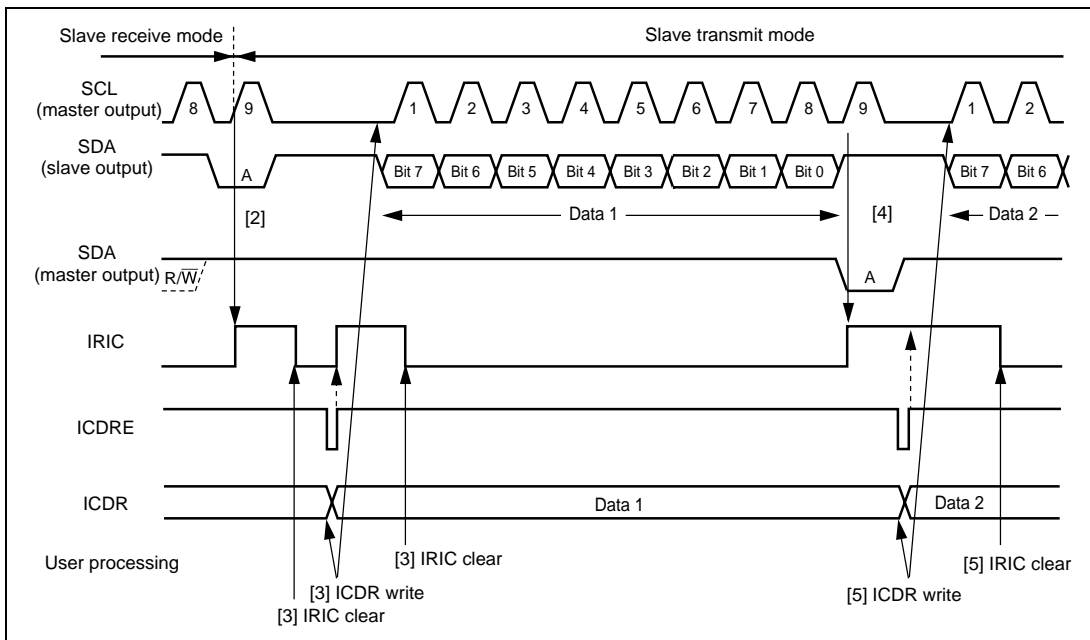 Slave receive mode Slave transmit mode
SCL
(master output)
8 9 1 2 3 4 5 6 7 8 9 1 2
SDA
(slave output)
A Bit 7 Bit 6 Bit 5 Bit 4 Bit 3 Bit 2 Bit 1 Bit 0 Bit 7 Bit 6
[2] Data 1 [4] Data 2
SDA
(master output)
R/W̅ A
IRIC
ICDRE
ICDR Data 1 Data 2
User processing
[3] IRIC clear [5] IRIC clear
[3] ICDR write [5] ICDR write
[3] IRIC clear